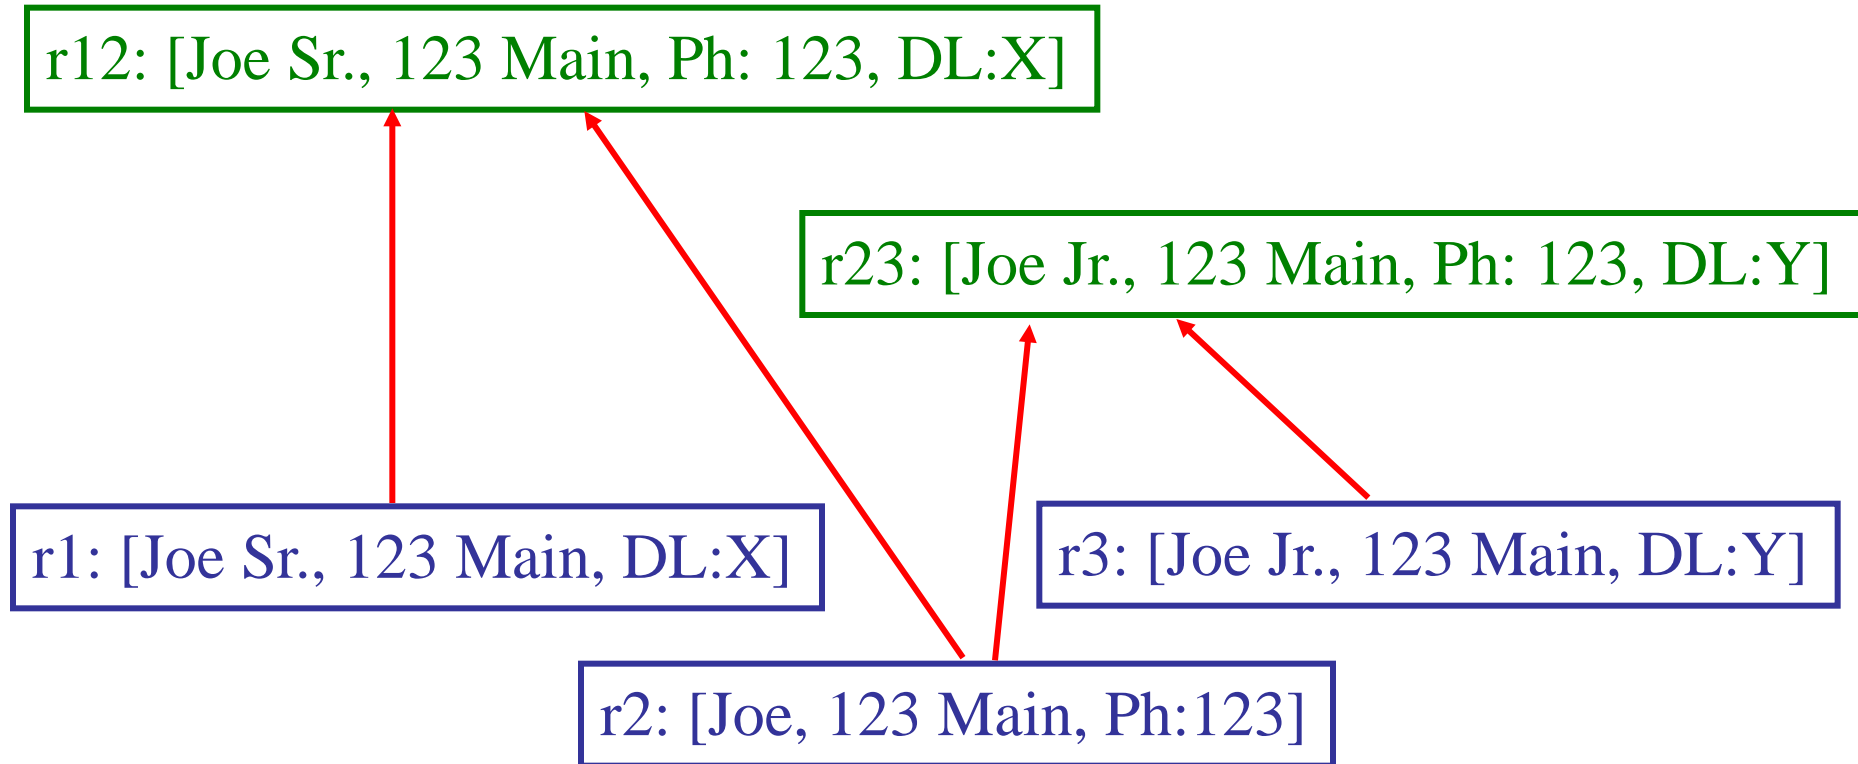 r12: [Joe Sr., 123 Main, Ph: 123, DL:X]
r23: [Joe Jr., 123 Main, Ph: 123, DL:Y]
r1: [Joe Sr., 123 Main, DL:X]
r3: [Joe Jr., 123 Main, DL:Y]
r2: [Joe, 123 Main, Ph:123]